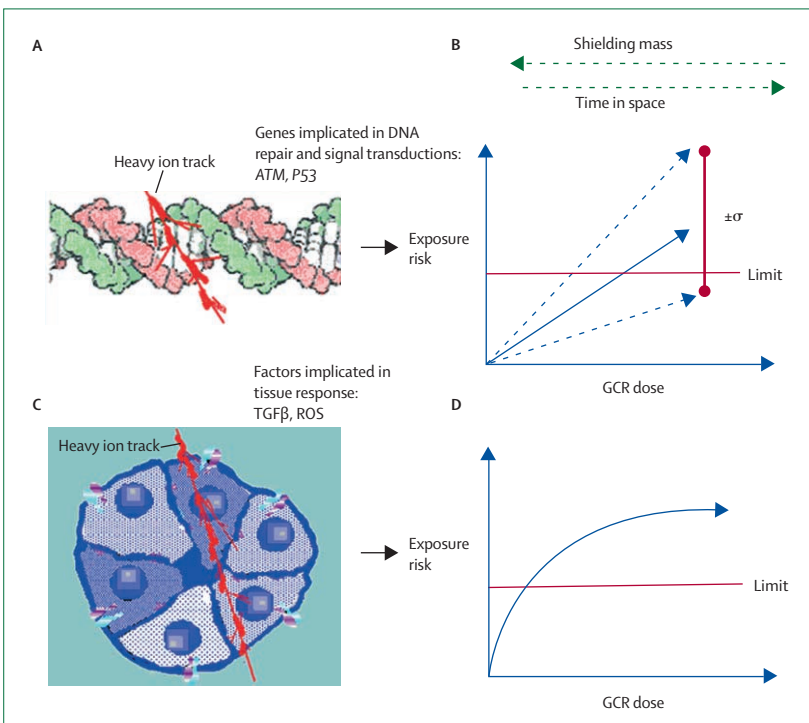 A
Genes implicated in DNA
repair and signal transductions:
ATM, P53
Heavy ion track
Exposure
risk
B
Shielding mass
Time in space
±σ
Limit
GCR dose
C
Factors implicated in
tissue response:
TGFβ, ROS
Heavy ion track
Exposure
risk
D
Limit
GCR dose